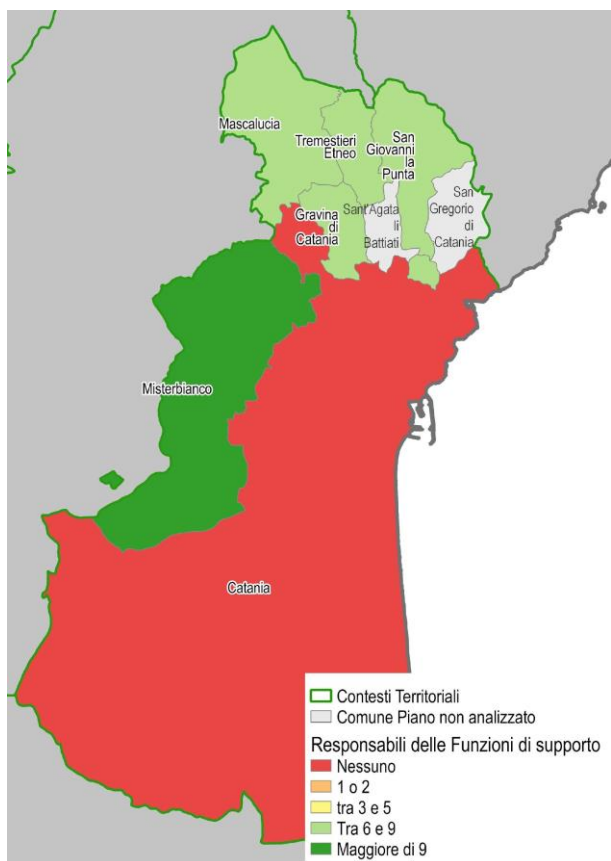 Mascalucia
Tremestieri
Etneo
San
Giovanni
la
Punta
San
Gregorio
di
Catania
Gravina
di
Catania
Sant'Agata
li
Battiati
Misterbianco
Catania
Contesti Territoriali
Comune Piano non analizzato
Responsabili delle Funzioni di supporto
Nessuno
1 o 2
tra 3 e 5
Tra 6 e 9
Maggiore di 9